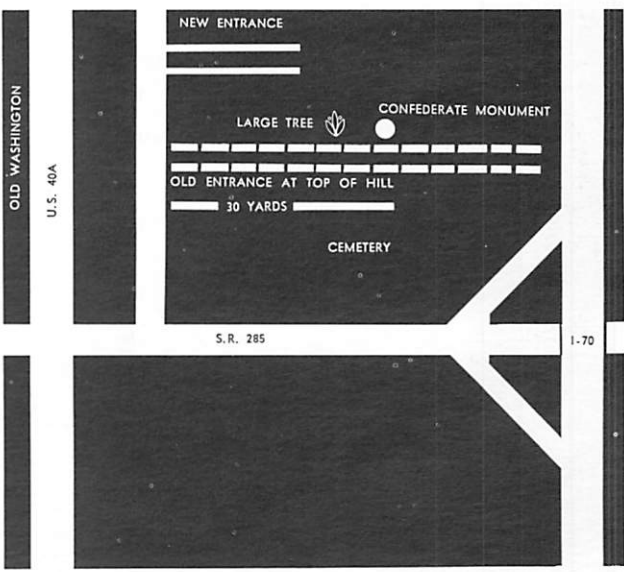 NEW ENTRANCE
OLD WASHINGTON
U.S. 40A
LARGE TREE
CONFEDERATE MONUMENT
OLD ENTRANCE AT TOP OF HILL
30 YARDS
CEMETERY
S.R. 285
I-70